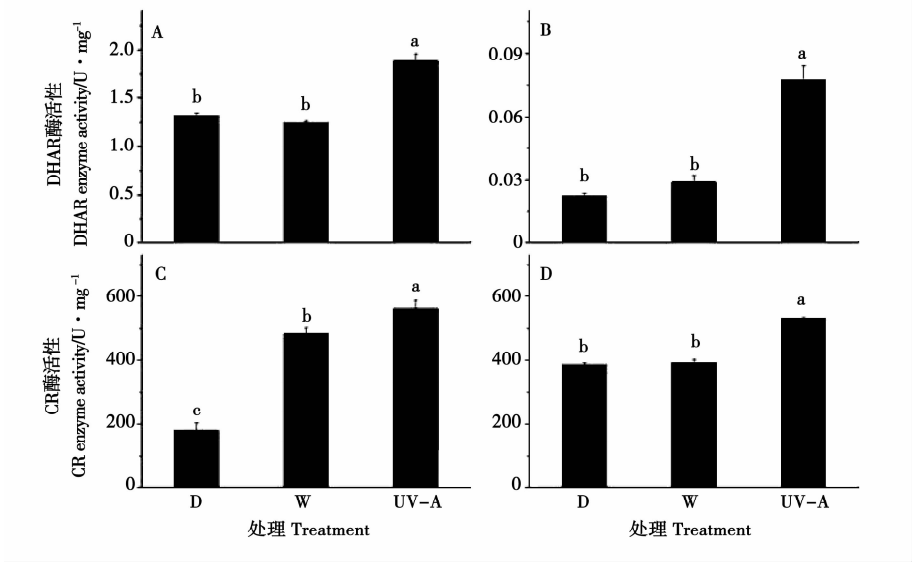 DHAR酶活性
DHAR enzyme activity/U·mg⁻¹
A
2.0
1.5
1.0
0.5
0
b
b
a
B
0.09
0.06
0.03
0
b
b
a
CR酶活性
CR enzyme activity/U·mg⁻¹
C
600
400
200
0
c
b
a
D W UV-A
处理 Treatment
D
600
400
200
0
b
b
a
D W UV-A
处理 Treatment